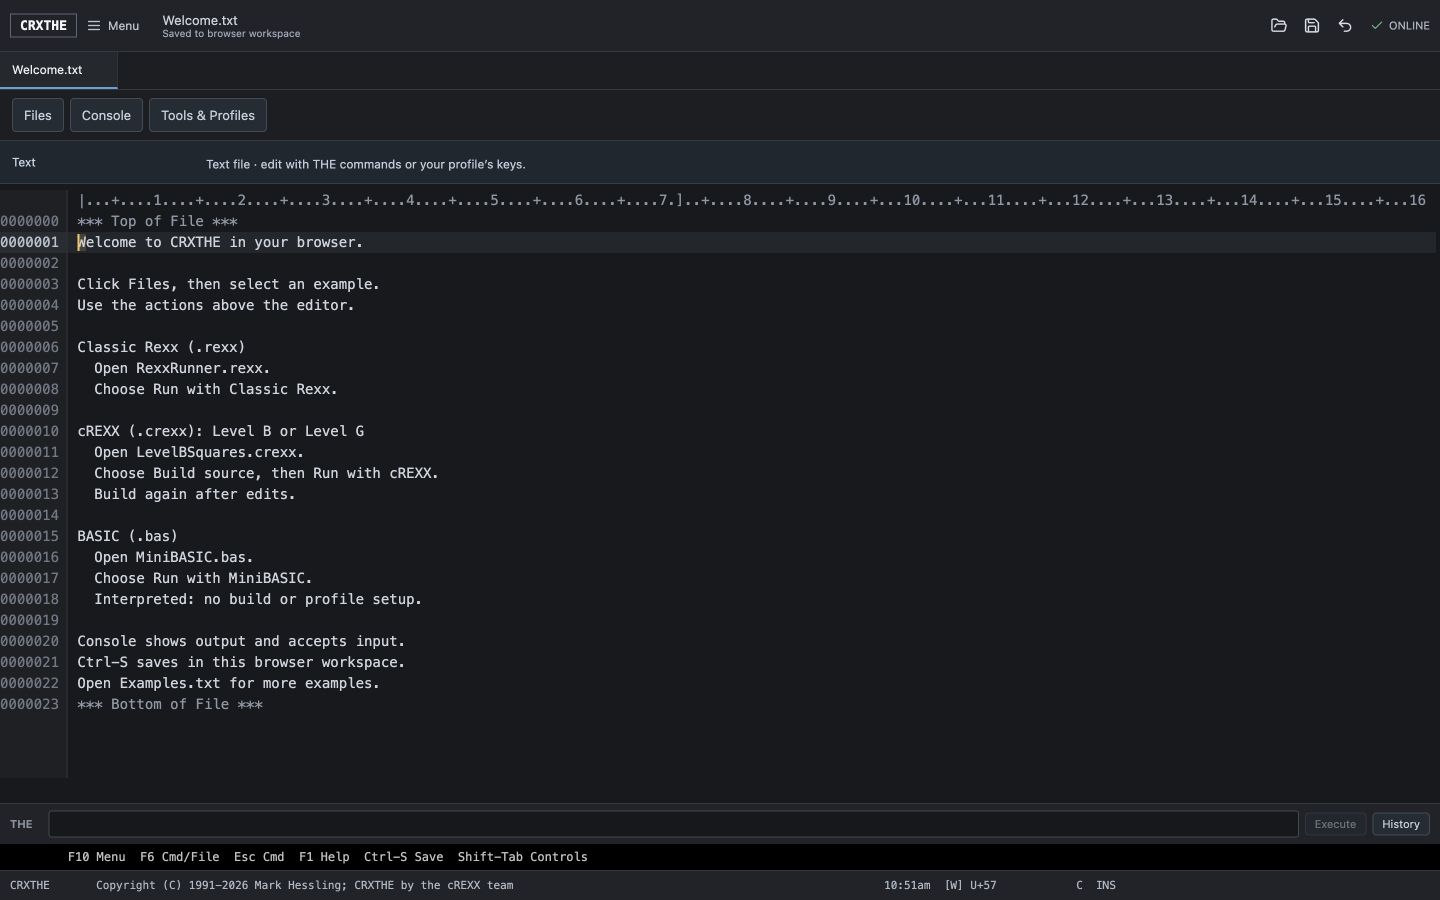 CRXTHE
Menu
Welcome.txt
Saved to browser workspace
ONLINE
Welcome.txt
Files
Console
Tools & Profiles
Text
Text file · edit with THE commands or your profile's keys.
|...+....1....+....2....+....3....+....4....+....5....+....6....+....7.]..+....8....+....9....+...10....+...11....+...12....+...13....+...14....+...15....+...16
0000000 *** Top of File ***
0000001 Welcome to CRXTHE in your browser.
0000002
0000003 Click Files, then select an example.
0000004 Use the actions above the editor.
0000005
0000006 Classic Rexx (.rexx)
0000007   Open RexxRunner.rexx.
0000008   Choose Run with Classic Rexx.
0000009
0000010 cREXX (.crexx): Level B or Level G
0000011   Open LevelBSquares.crexx.
0000012   Choose Build source, then Run with cREXX.
0000013   Build again after edits.
0000014
0000015 BASIC (.bas)
0000016   Open MiniBASIC.bas.
0000017   Choose Run with MiniBASIC.
0000018   Interpreted: no build or profile setup.
0000019
0000020 Console shows output and accepts input.
0000021 Ctrl-S saves in this browser workspace.
0000022 Open Examples.txt for more examples.
0000023 *** Bottom of File ***
THE
Execute
History
F10 Menu  F6 Cmd/File  Esc Cmd  F1 Help  Ctrl-S Save  Shift-Tab Controls
CRXTHE
Copyright (C) 1991-2026 Mark Hessling; CRXTHE by the cREXX team
10:51am  [W] U+57
C  INS